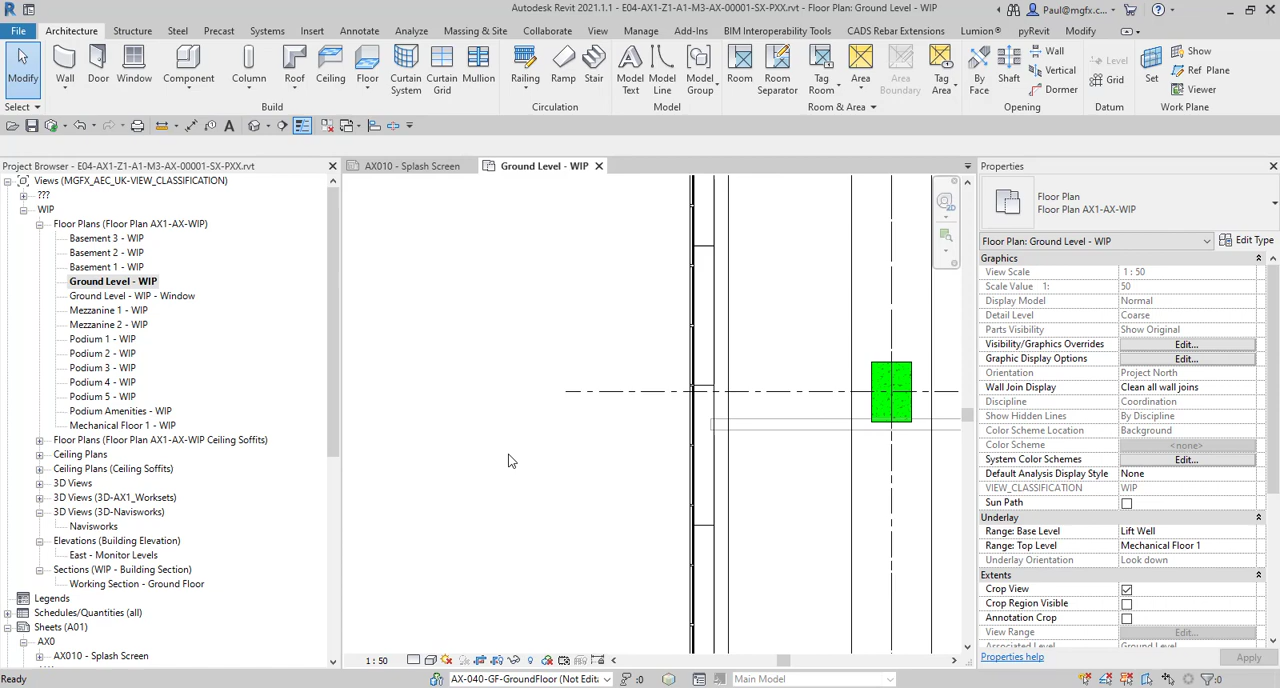 Autodesk Revit 2021.1.1 - E04-AX1-Z1-A1-M3-AX-00001-SX-PXX.rvt - Floor Plan: Ground Level - WIP
Paul@mgfx.c...
File Architecture Structure Steel Precast Systems Insert Annotate Analyze Massing & Site Collaborate View Manage Add-Ins BIM Interoperability Tools CADS Rebar Extensions Lumion® pyRevit Modify
Modify Wall Door Window Component Column Roof Ceiling Floor Curtain System Curtain Grid Mullion Railing Ramp Stair Model Text Model Line Model Group Room Room Separator Tag Room Area Area Boundary Tag Area By Face Shaft Wall Vertical Dormer Level Grid Set Show Ref Plane Viewer
Select Build Circulation Model Room & Area Opening Datum Work Plane
Project Browser - E04-AX1-Z1-A1-M3-AX-00001-SX-PXX.rvt
Views (MGFX_AEC_UK-VIEW_CLASSIFICATION)
???
WIP
Floor Plans (Floor Plan AX1-AX-WIP)
Basement 3 - WIP
Basement 2 - WIP
Basement 1 - WIP
Ground Level - WIP
Ground Level - WIP - Window
Mezzanine 1 - WIP
Mezzanine 2 - WIP
Podium 1 - WIP
Podium 2 - WIP
Podium 3 - WIP
Podium 4 - WIP
Podium 5 - WIP
Podium Amenities - WIP
Mechanical Floor 1 - WIP
Floor Plans (Floor Plan AX1-AX-WIP Ceiling Soffits)
Ceiling Plans
Ceiling Plans (Ceiling Soffits)
3D Views
3D Views (3D-AX1_Worksets)
3D Views (3D-Navisworks)
Navisworks
Elevations (Building Elevation)
East - Monitor Levels
Sections (WIP - Building Section)
Working Section - Ground Floor
Legends
Schedules/Quantities (all)
Sheets (A01)
AX0
AX010 - Splash Screen
AX010 - Splash Screen
Ground Level - WIP
2D
Properties
Floor Plan
Floor Plan AX1-AX-WIP
Floor Plan: Ground Level - WIP Edit Type
Graphics
View Scale 1 : 50
Scale Value 1: 50
Display Model Normal
Detail Level Coarse
Parts Visibility Show Original
Visibility/Graphics Overrides Edit...
Graphic Display Options Edit...
Orientation Project North
Wall Join Display Clean all wall joins
Discipline Coordination
Show Hidden Lines By Discipline
Color Scheme Location Background
Color Scheme <none>
System Color Schemes Edit...
Default Analysis Display Style None
VIEW_CLASSIFICATION WIP
Sun Path
Underlay
Range: Base Level Lift Well
Range: Top Level Mechanical Floor 1
Underlay Orientation Look down
Extents
Crop View
Crop Region Visible
Annotation Crop
View Range Edit...
Associated Level Ground Level
Properties help Apply
1 : 50
Ready
AX-040-GF-GroundFloor (Not Edit
:0
Main Model
:0